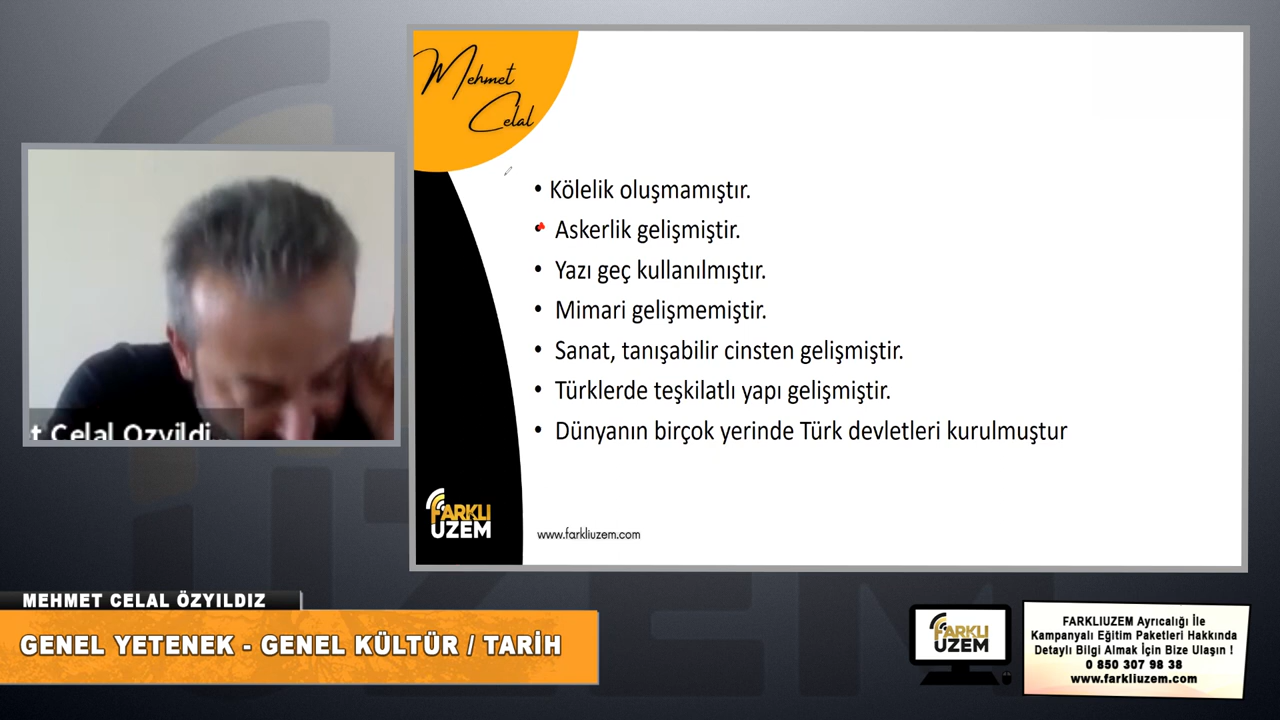 Mehmet
Celal
• Kölelik oluşmamıştır.
• Askerlik gelişmiştir.
• Yazı geç kullanılmıştır.
• Mimari gelişmemiştir.
• Sanat, tanışabilir cinsten gelişmiştir.
• Türklerde teşkilatlı yapı gelişmiştir.
• Dünyanın birçok yerinde Türk devletleri kurulmuştur
FARKLI
UZEM
www.farkliuzem.com
t Celal Ozyildi...
MEHMET CELAL ÖZYILDIZ
GENEL YETENEK - GENEL KÜLTÜR / TARİH
FARKLI
UZEM
FARKLIUZEM Ayrıcalığı İle
Kampanyalı Eğitim Paketleri Hakkında
Detaylı Bilgi Almak İçin Bize Ulaşın !
0 850 307 98 38
www.farkliuzem.com